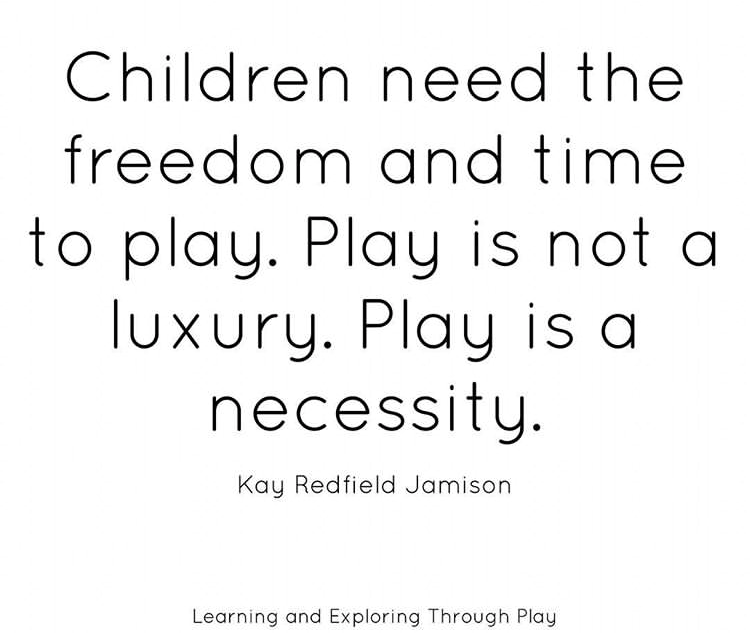 Children need the
freedom and time
to play. Play is not a
luxury. Play is a
necessity.
Kay Redfield Jamison
Learning and Exploring Through Play